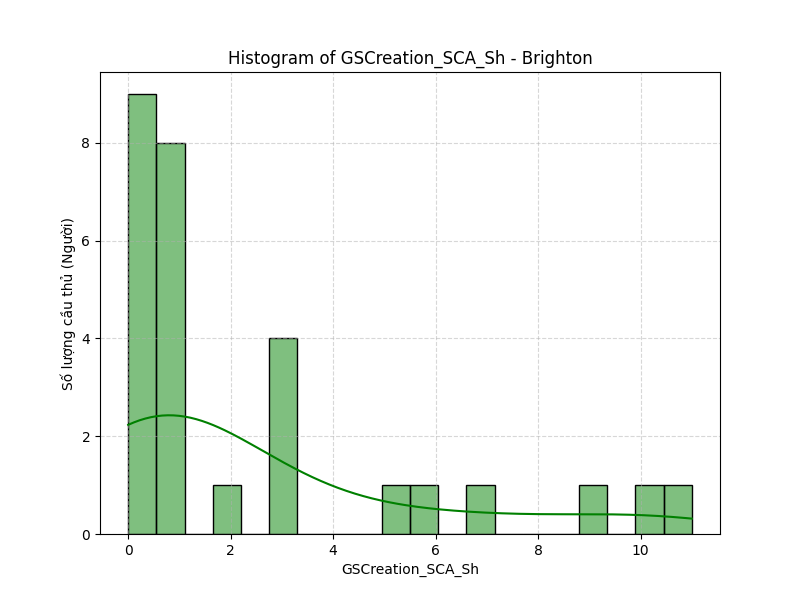 Histogram of GSCreation_SCA_Sh - Brighton
Số lượng cầu thủ (Người)
8
6
4
2
0
0 2 4 6 8 10
GSCreation_SCA_Sh